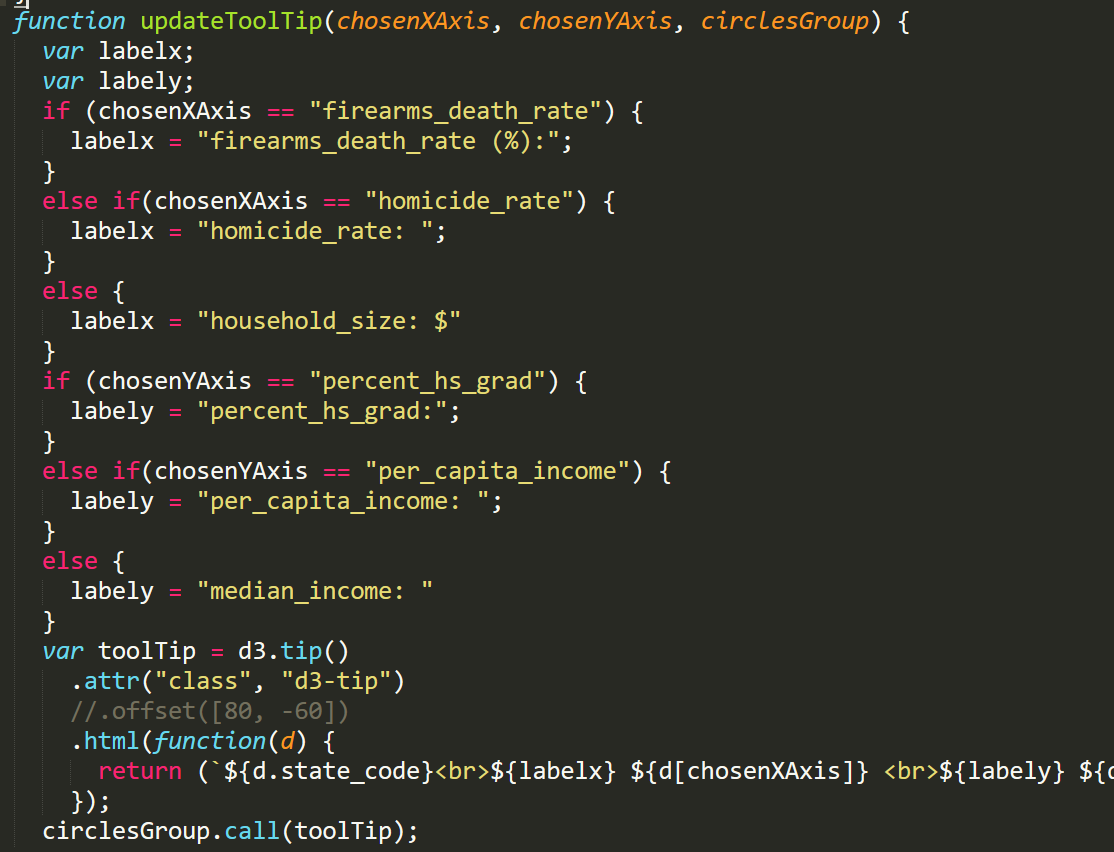 function updateToolTip(chosenXAxis, chosenYAxis, circlesGroup) {
  var labelx;
  var labely;
  if (chosenXAxis == "firearms_death_rate") {
    labelx = "firearms_death_rate (%):";
  }
  else if(chosenXAxis == "homicide_rate") {
    labelx = "homicide_rate: ";
  }
  else {
    labelx = "household_size: $"
  }
  if (chosenYAxis == "percent_hs_grad") {
    labely = "percent_hs_grad:";
  }
  else if(chosenYAxis == "per_capita_income") {
    labely = "per_capita_income: ";
  }
  else {
    labely = "median_income: "
  }
  var toolTip = d3.tip()
    .attr("class", "d3-tip")
    //.offset([80, -60])
    .html(function(d) {
      return (`${d.state_code}<br>${labelx} ${d[chosenXAxis]} <br>${labely} ${
    });
  circlesGroup.call(toolTip);